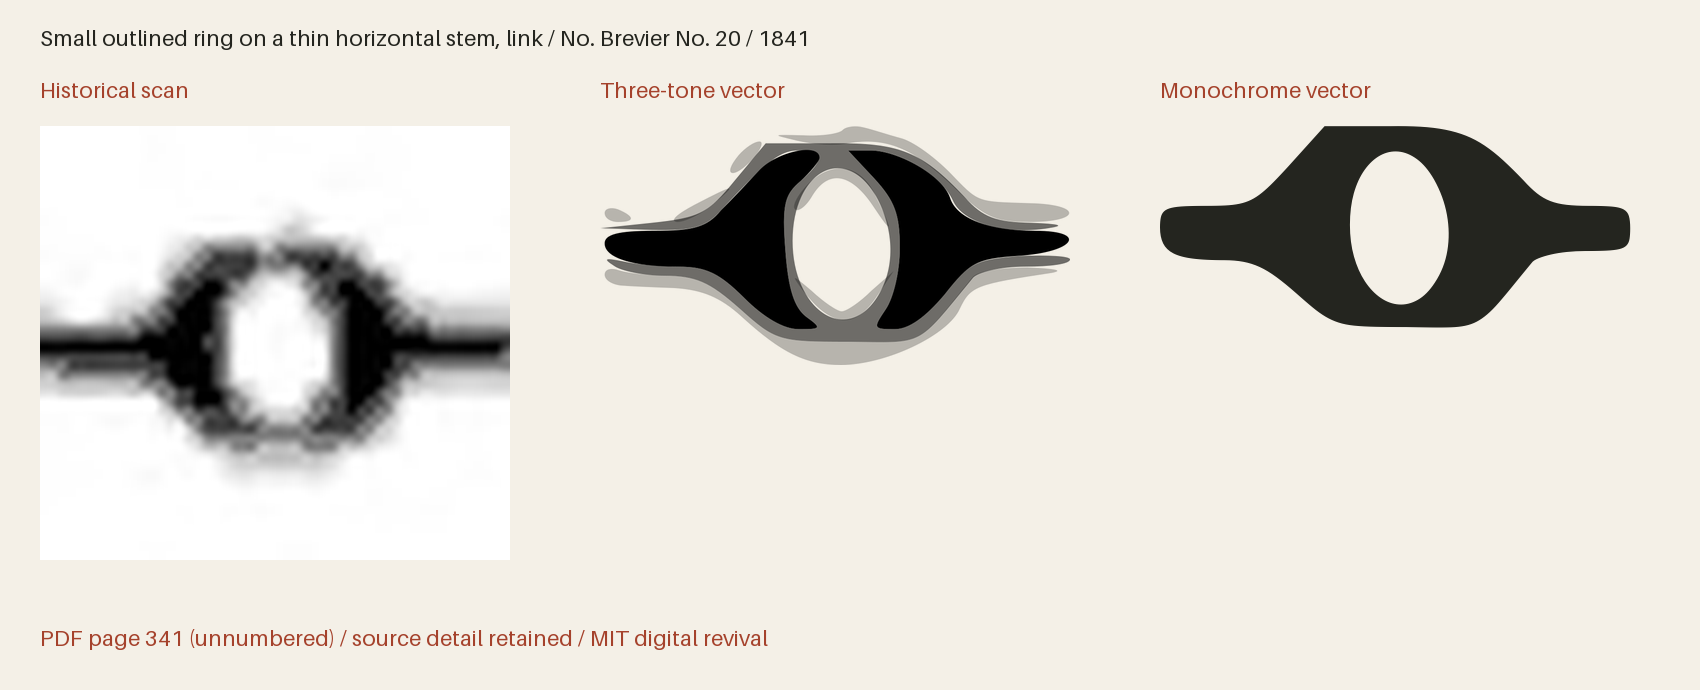 Small outlined ring on a thin horizontal stem, link / No. Brevier No. 20 / 1841
Historical scan
Three-tone vector
Monochrome vector
PDF page 341 (unnumbered) / source detail retained / MIT digital revival